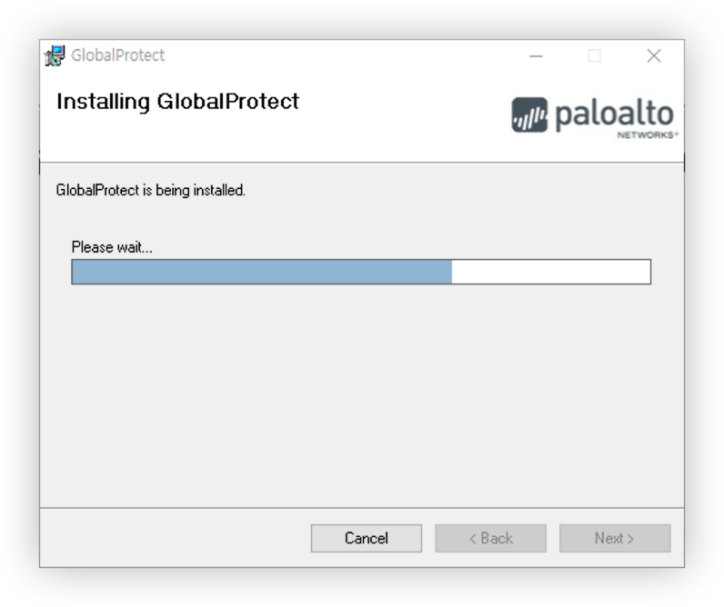 GlobalProtect
Installing GlobalProtect
paloalto
NETWORKS
GlobalProtect is being installed.
Please wait...
Cancel
< Back
Next >